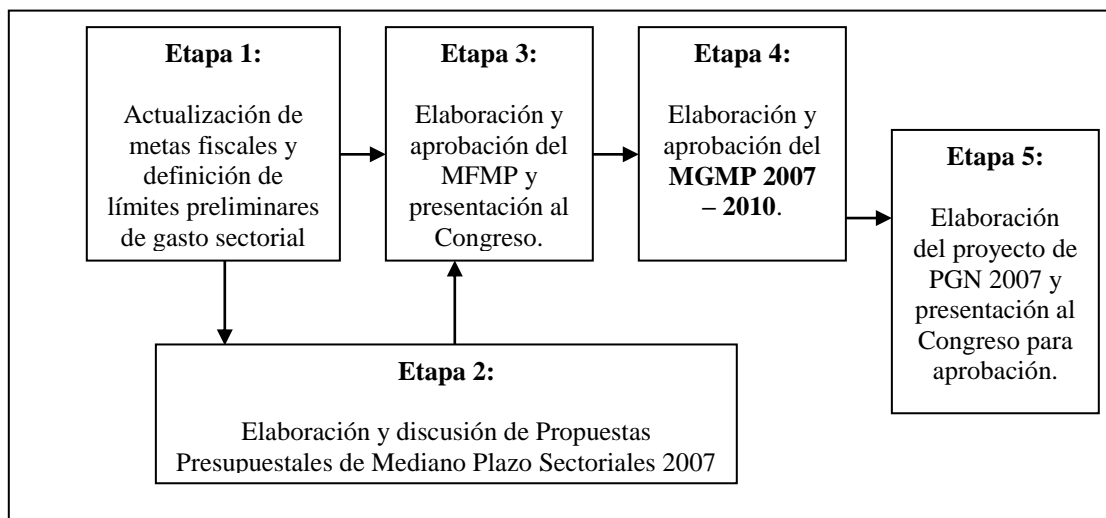 Etapa 1:
Actualización de
metas fiscales y
definición de
límites preliminares
de gasto sectorial
Etapa 2:
Elaboración y discusión de Propuestas
Presupuestales de Mediano Plazo Sectoriales 2007
Etapa 3:
Elaboración y
aprobación del
MFMP y
presentación al
Congreso.
Etapa 4:
Elaboración y
aprobación del
MGMP 2007
– 2010.
Etapa 5:
Elaboración
del proyecto de
PGN 2007 y
presentación al
Congreso para
aprobación.